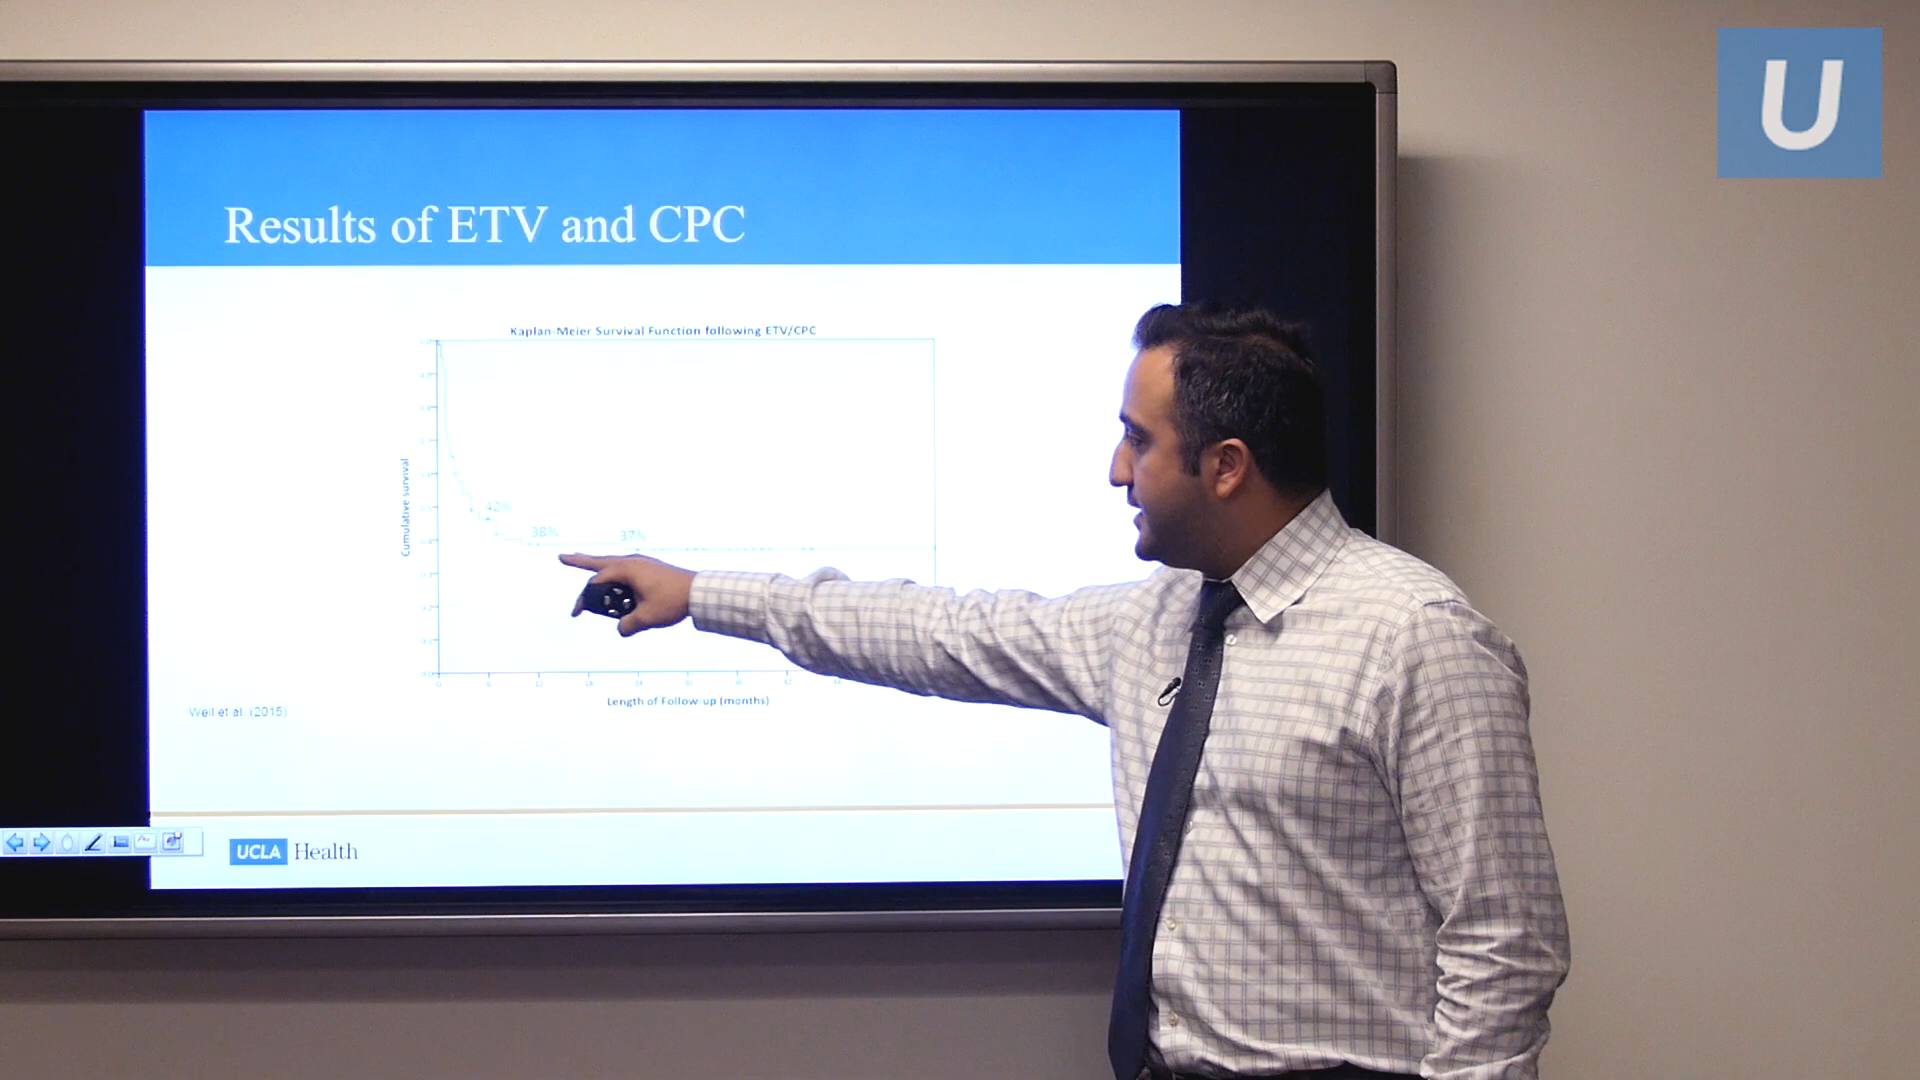 U
Results of ETV and CPC
Kaplan-Meier Survival Function following ETV/CPC
Cumulative survival
42%
38%
37%
Length of Follow-up (months)
Weil et al. (2015)
UCLA Health